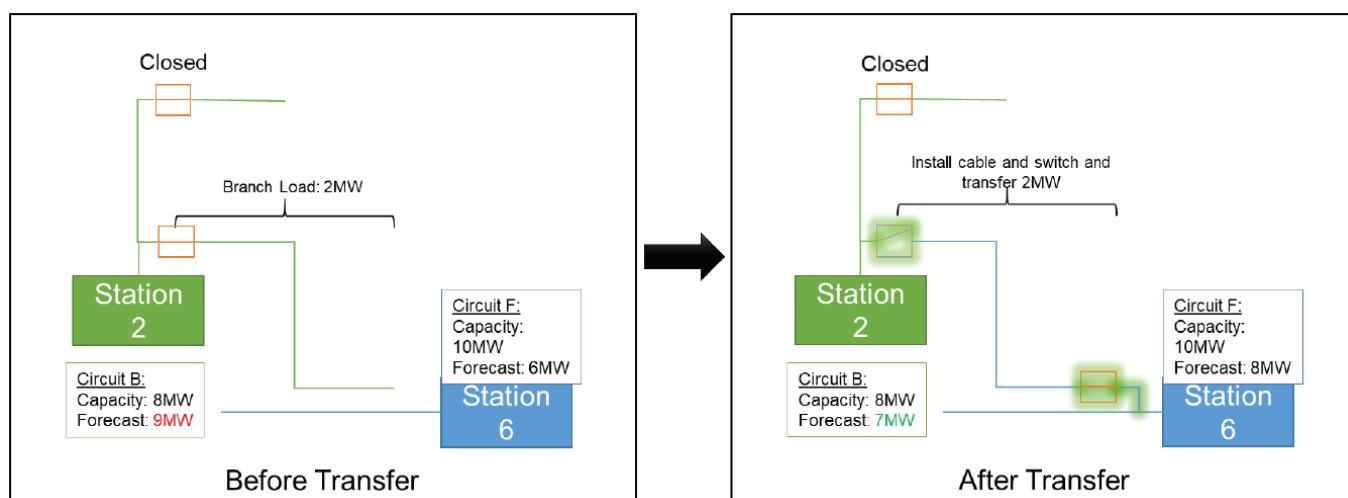 Closed
Branch Load: 2MW
Station
2
Circuit F:
Capacity:
10MW
Forecast: 6MW
Circuit B:
Capacity: 8MW
Forecast: 9MW
Station
6
Before Transfer
Closed
Install cable and switch and
transfer 2MW
Station
2
Circuit F:
Capacity:
10MW
Forecast: 8MW
Circuit B:
Capacity: 8MW
Forecast: 7MW
Station
6
After Transfer